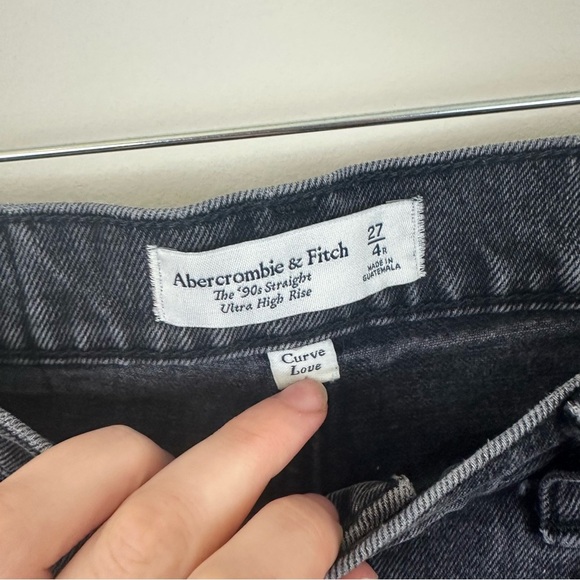 Abercrombie & Fitch
The '90s Straight
Ultra High Rise
27
4R
MADE IN
GUATEMALA
Curve
Love